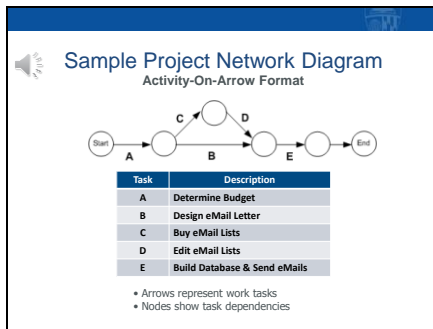 Sample Project Network Diagram
Activity-On-Arrow Format
C
D
Start
End
A
B
E
Task Description
A Determine Budget
B Design eMail Letter
C Buy eMail Lists
D Edit eMail Lists
E Build Database & Send eMails
• Arrows represent work tasks
• Nodes show task dependencies